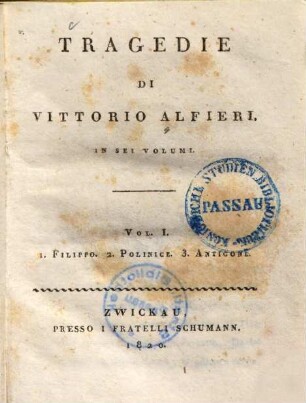 TRAGEDIE
DI
VITTORIO ALFIERI.
IN SEI VOLUMI.
VOL. I.
1. FILIPPO. 2. POLINICE. 3. ANTIGONE.
ZWICKAU,
PRESSO I FRATELLI SCHUMANN.
1820.
PASSAU